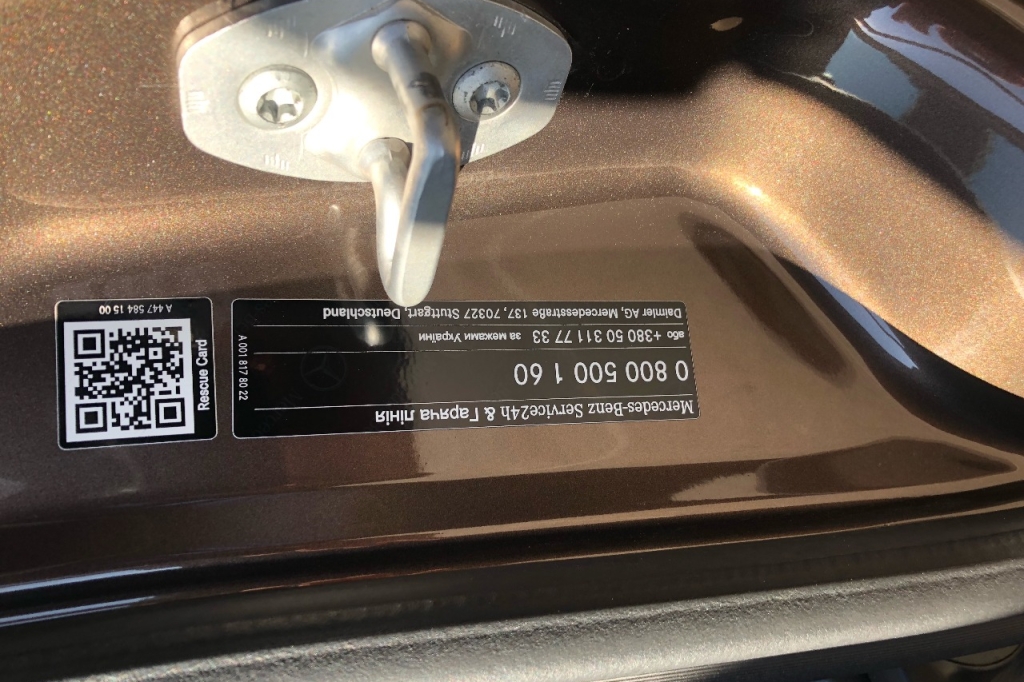 Mercedes-Benz Service24h & Гаряча лінія
0 800 500 1 60
або +380 50 311 77 33 за межами України
Daimler AG, Mercedesstraße 137, 70327 Stuttgart, Deutschland
A 001 817 80 22
Rescue Card
A 447 584 15 00